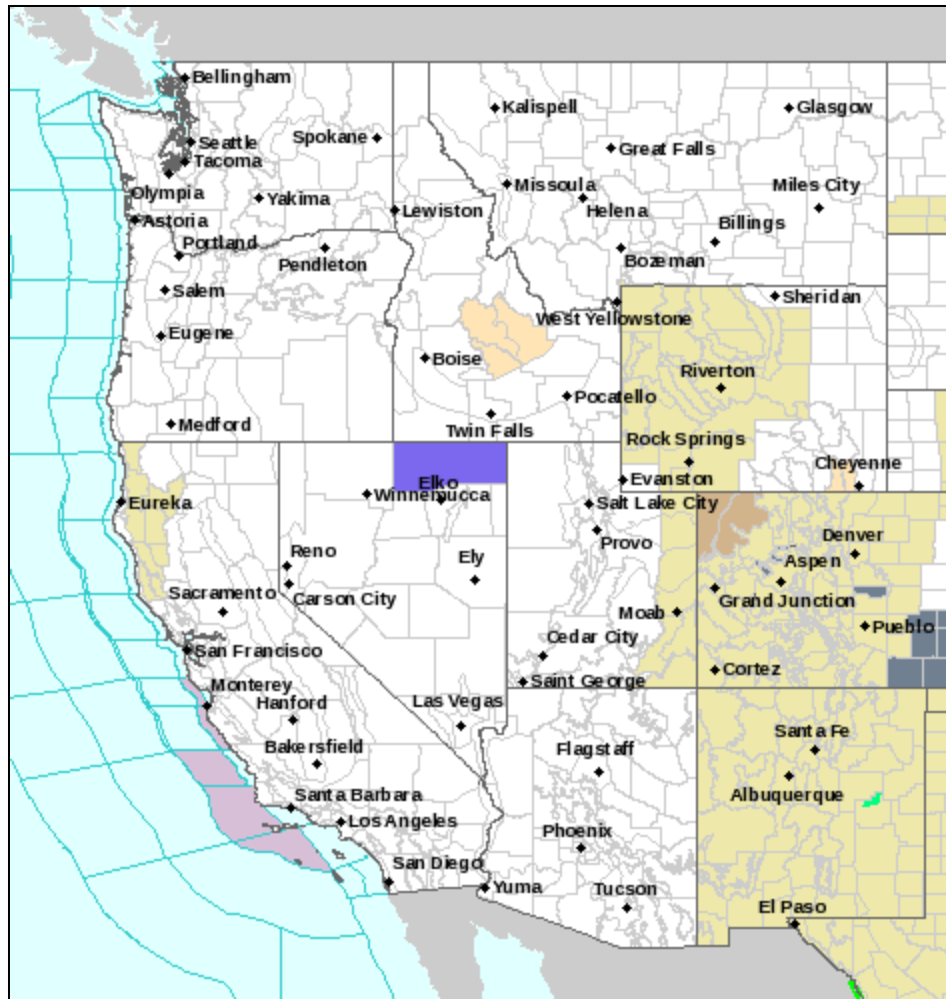 Bellingham
Kalispell
Glasgow
Spokane
Seattle
Great Falls
Tacoma
Missoula
Miles City
Olympia
Yakima
Lewiston
Helena
Astoria
Billings
Portland
Bozeman
Pendleton
Salem
Sheridan
West Yellowstone
Eugene
Boise
Riverton
Pocatello
Medford
Twin Falls
Rock Springs
Cheyenne
Elko
Evanston
Winnemucca
Eureka
Salt Lake City
Denver
Provo
Reno
Ely
Aspen
Sacramento
Carson City
Grand Junction
Moab
Pueblo
Cedar City
San Francisco
Cortez
Saint George
Monterey
Hanford
Las Vegas
Santa Fe
Bakersfield
Flagstaff
Albuquerque
Santa Barbara
Los Angeles
Phoenix
San Diego
Yuma
Tucson
El Paso